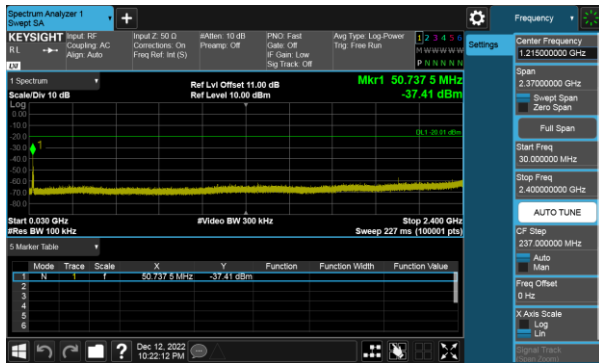 Spectrum Analyzer 1
Swept SA
+
Frequency
KEYSIGHT
RL
LXI
Input: RF
Coupling: AC
Align: Auto
Input Z: 50 Ω
Corrections: On
Freq Ref: Int (S)
#Atten: 10 dB
Preamp: Off
PNO: Fast
Gate: Off
IF Gain: Low
Sig Track: Off
Avg Type: Log-Power
Trig: Free Run
1 2 3 4 5 6
M W W W W W
P N N N N N
Settings
1 Spectrum
Scale/Div 10 dB
Ref Lvl Offset 11.00 dB
Ref Level 10.00 dBm
Mkr1 50.737 5 MHz
-37.41 dBm
Log
0.00
-10.0
-20.0
-30.0
-40.0
-50.0
-60.0
-70.0
-80.0
1
DL1 -20.01 dBm
Start 0.030 GHz
#Res BW 100 kHz
#Video BW 300 kHz
Stop 2.400 GHz
Sweep 227 ms (100001 pts)
5 Marker Table
Mode Trace Scale X Y Function Function Width Function Value
1 N 1 f 50.737 5 MHz -37.41 dBm
2
3
4
5
6
Center Frequency
1.215000000 GHz
Span
2.37000000 GHz
Swept Span
Zero Span
Full Span
Start Freq
30.000000 MHz
Stop Freq
2.400000000 GHz
AUTO TUNE
CF Step
237.000000 MHz
Auto
Man
Freq Offset
0 Hz
X Axis Scale
Log
Lin
Signal Track
(Span Zoom)
?
Dec 12, 2022
10:22:12 PM